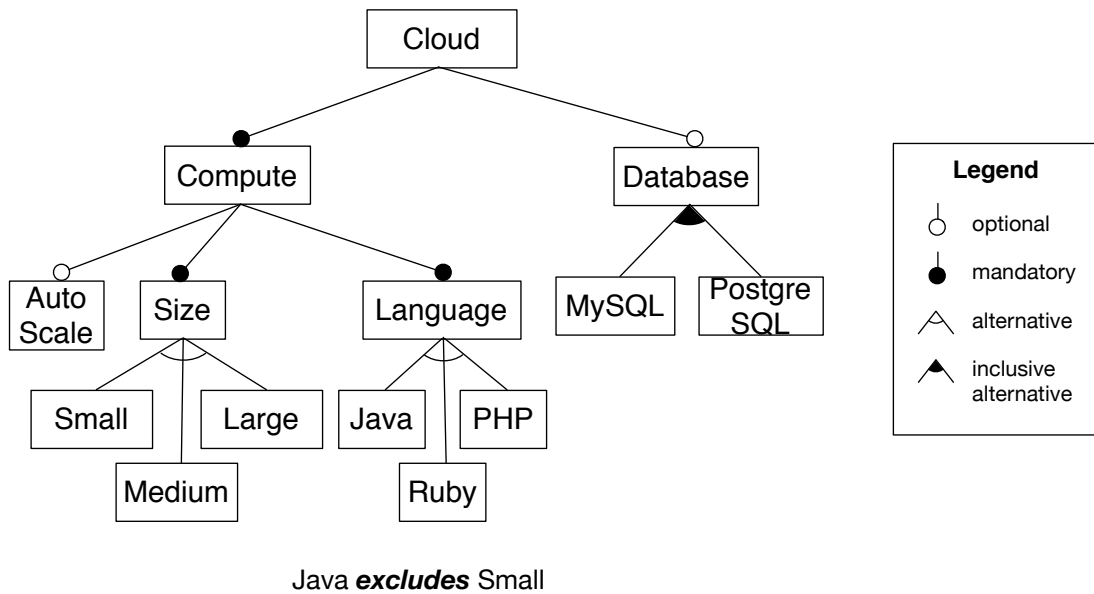 Cloud
Compute
Database
Auto
Scale
Size
Language
MySQL
Postgre
SQL
Small
Large
Java
PHP
Medium
Ruby
Java excludes Small
Legend
optional
mandatory
alternative
inclusive
alternative